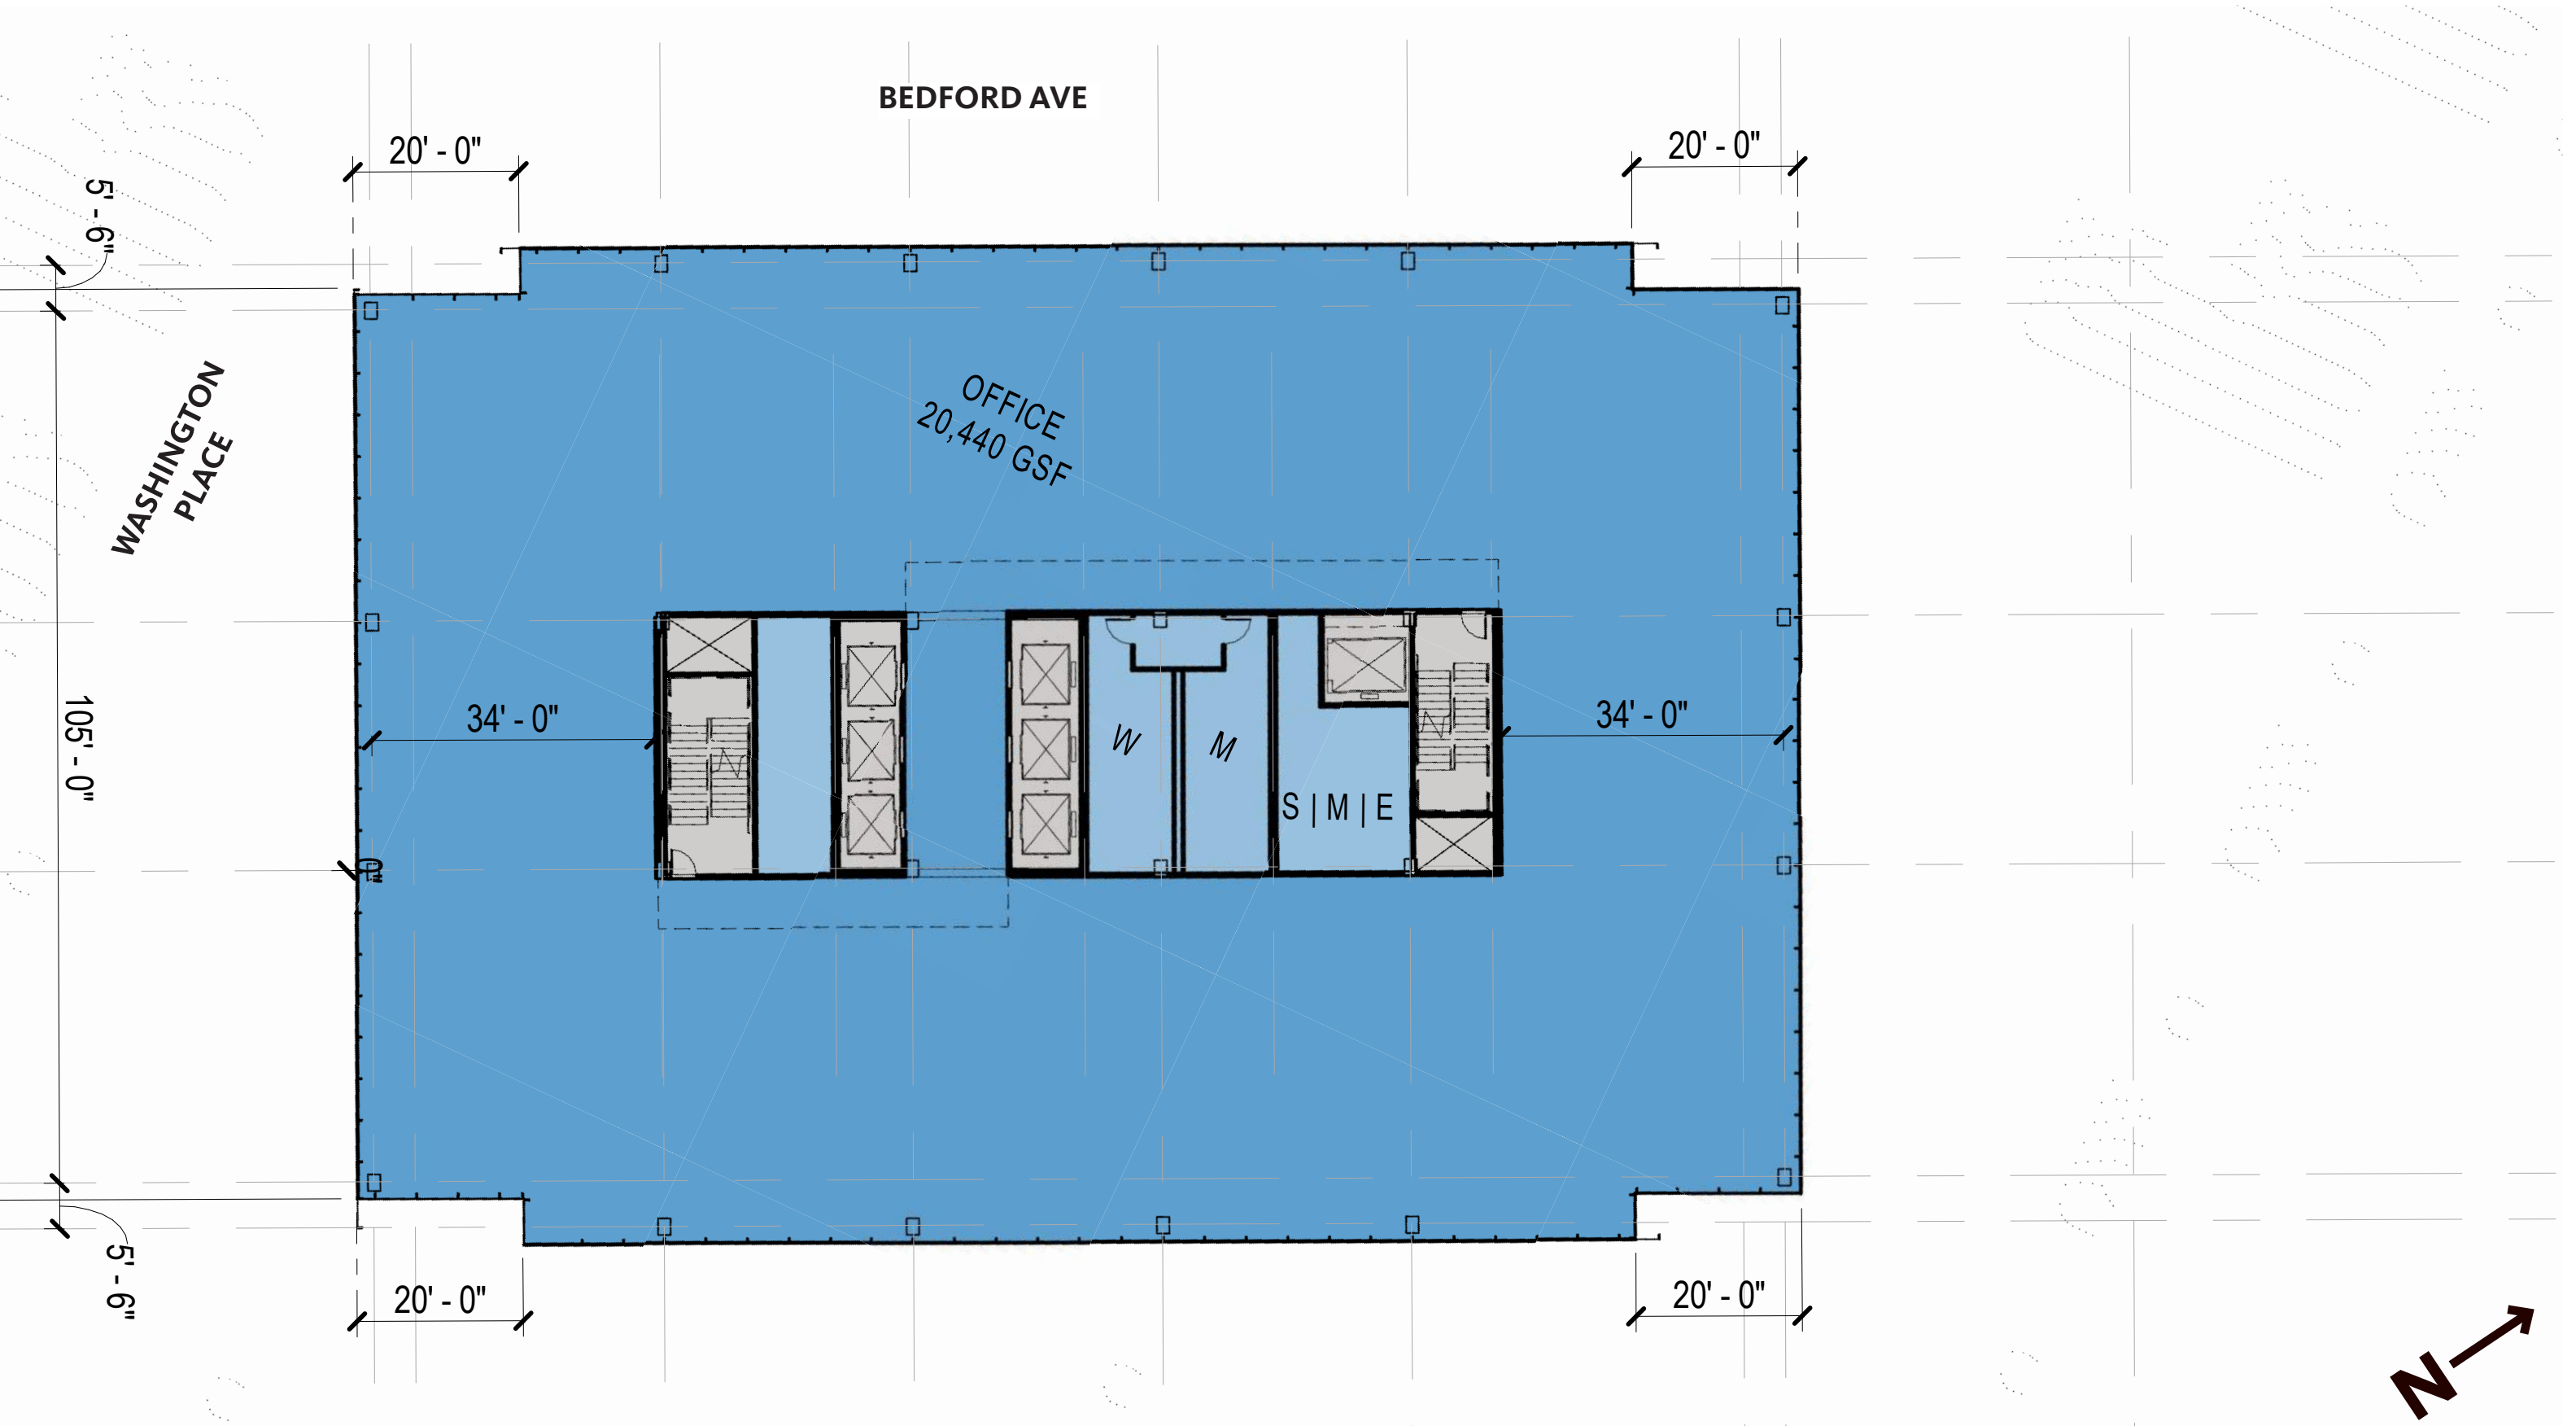 BEDFORD AVE
20' - 0"
20' - 0"
5' - 6"
WASHINGTON
PLACE
OFFICE
20,440 GSF
105' - 0"
34' - 0"
34' - 0"
W
M
S | M | E
0"
5' - 6"
20' - 0"
20' - 0"
N